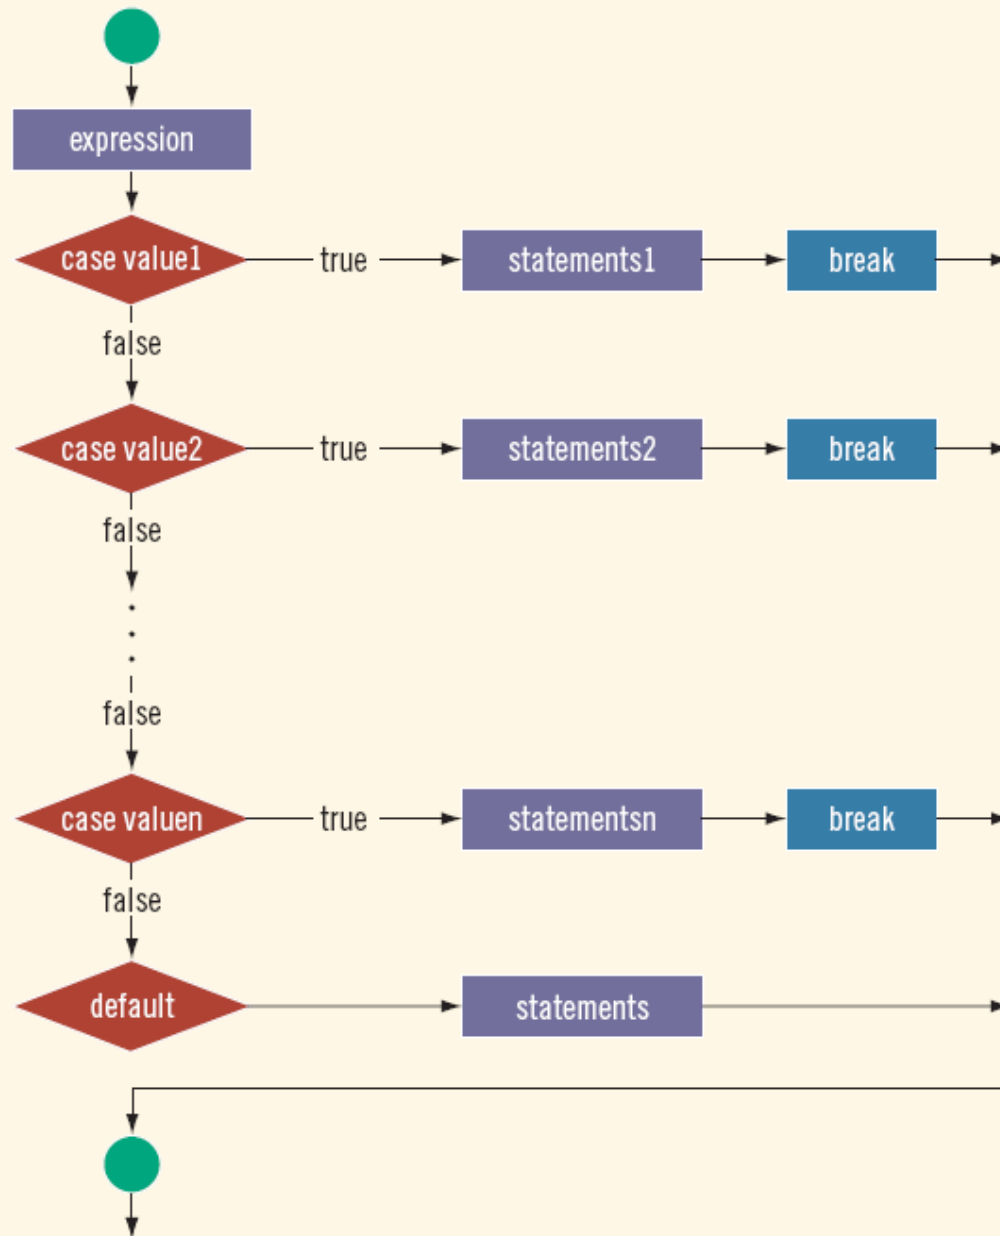 expression
case value1
true
statements1
break
false
case value2
true
statements2
break
false
false
case valuen
true
statementsn
break
false
default
statements